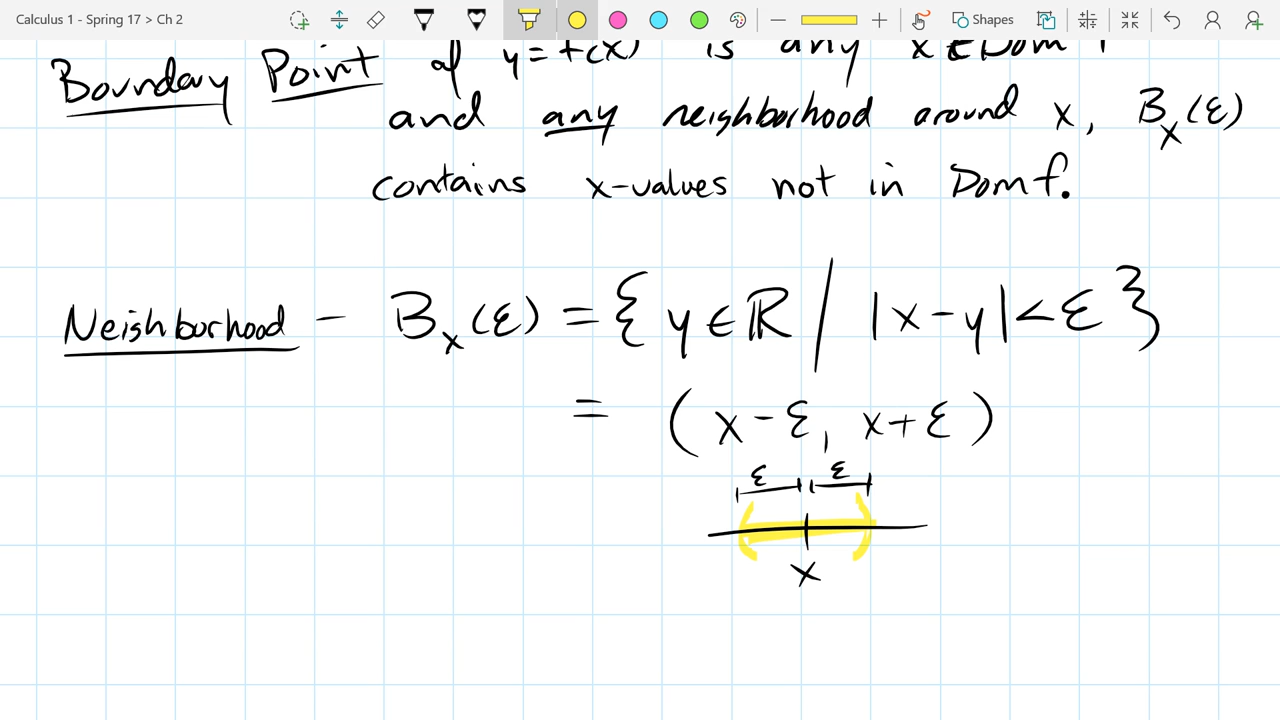 Calculus 1 - Spring 17 > Ch 2
Shapes
Boundary Point of y=f(x) is any x∈Dom f
and any neighborhood around x, Bₓ(ε)
contains x-values not in Dom f.
Neighborhood - Bₓ(ε) = { y∈ℝ / |x-y|<ε }
= (x-ε, x+ε)
ε ε
( )
x